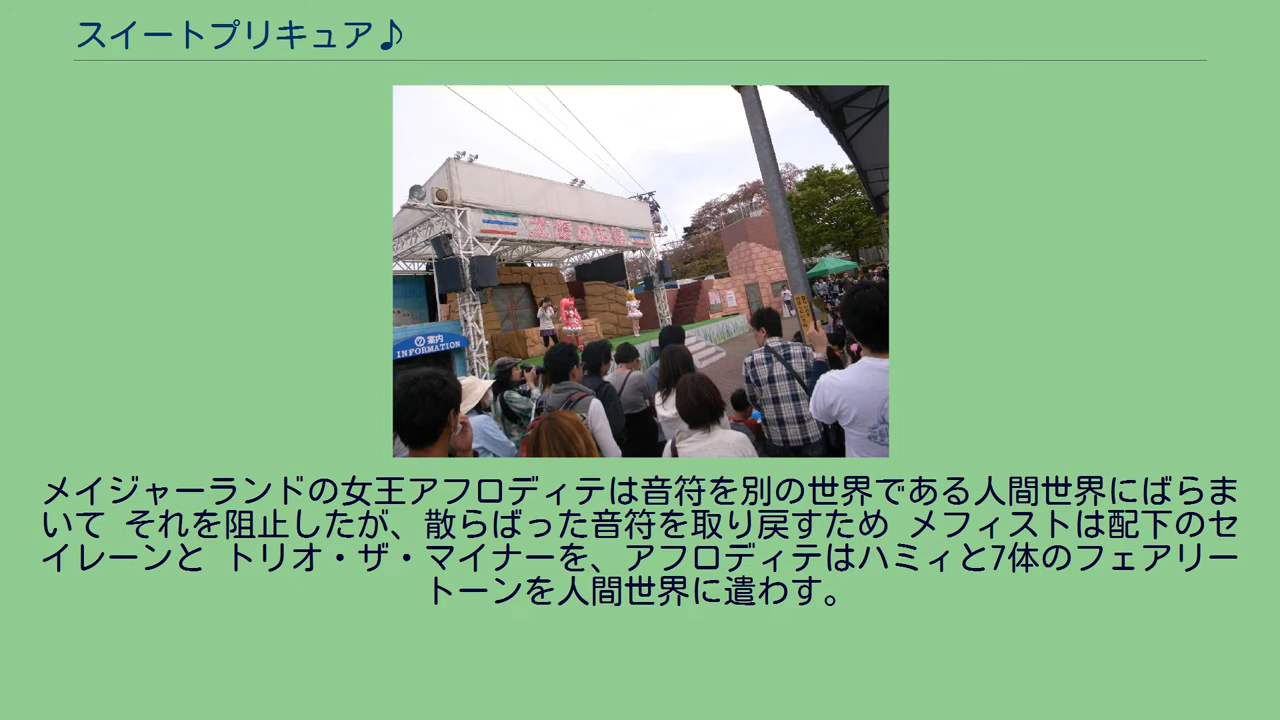 スイートプリキュア♪
案内
INFORMATION
メイジャーランドの女王アフロディテは音符を別の世界である人間世界にばらま
いて それを阻止したが、散らばった音符を取り戻すため メフィストは配下のセ
イレーンと トリオ・ザ・マイナーを、アフロディテはハミィと7体のフェアリー
トーンを人間世界に遣わす。